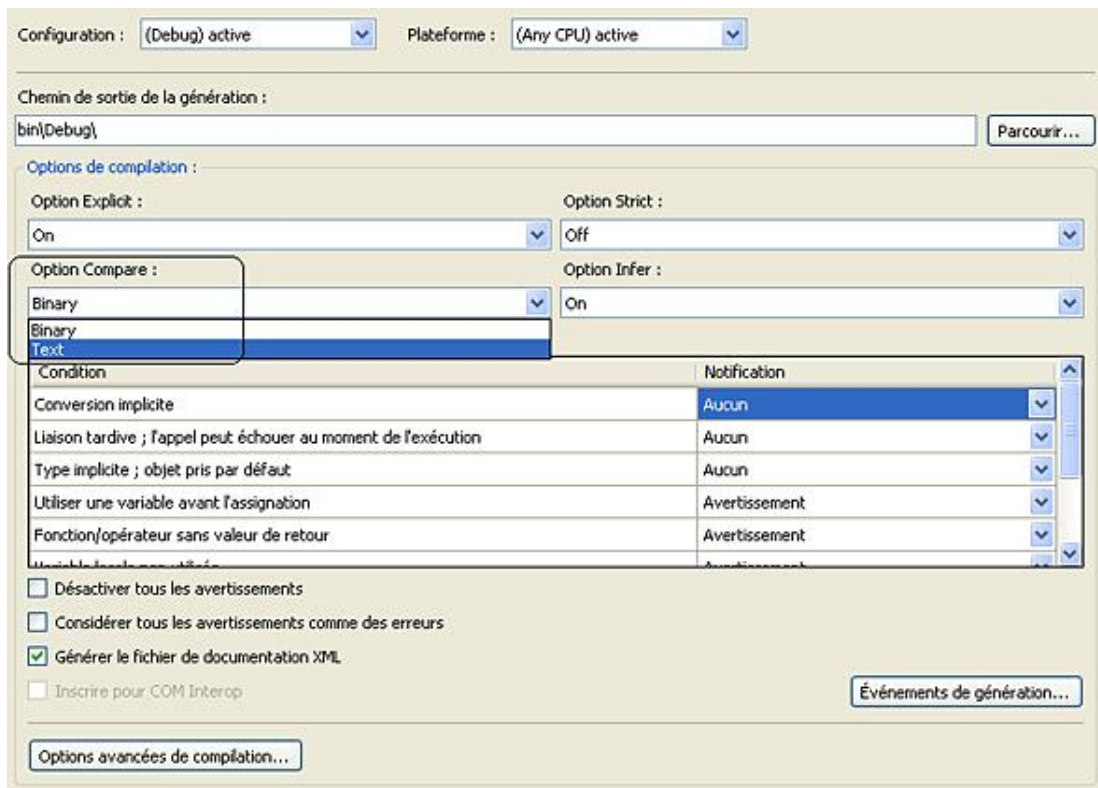 Configuration : (Debug) active Plateforme : (Any CPU) active
Chemin de sortie de la génération :
bin\Debug\ Parcourir...
Options de compilation :
Option Explicit : Option Strict :
On Off
Option Compare : Option Infer :
Binary On
Binary
Text
Condition Notification
Conversion implicite Aucun
Liaison tardive ; l'appel peut échouer au moment de l'exécution Aucun
Type implicite ; objet pris par défaut Aucun
Utiliser une variable avant l'assignation Avertissement
Fonction/opérateur sans valeur de retour Avertissement
Variable locale non utilisée Avertissement
Désactiver tous les avertissements
Considérer tous les avertissements comme des erreurs
Générer le fichier de documentation XML
Inscrire pour COM Interop Événements de génération...
Options avancées de compilation...